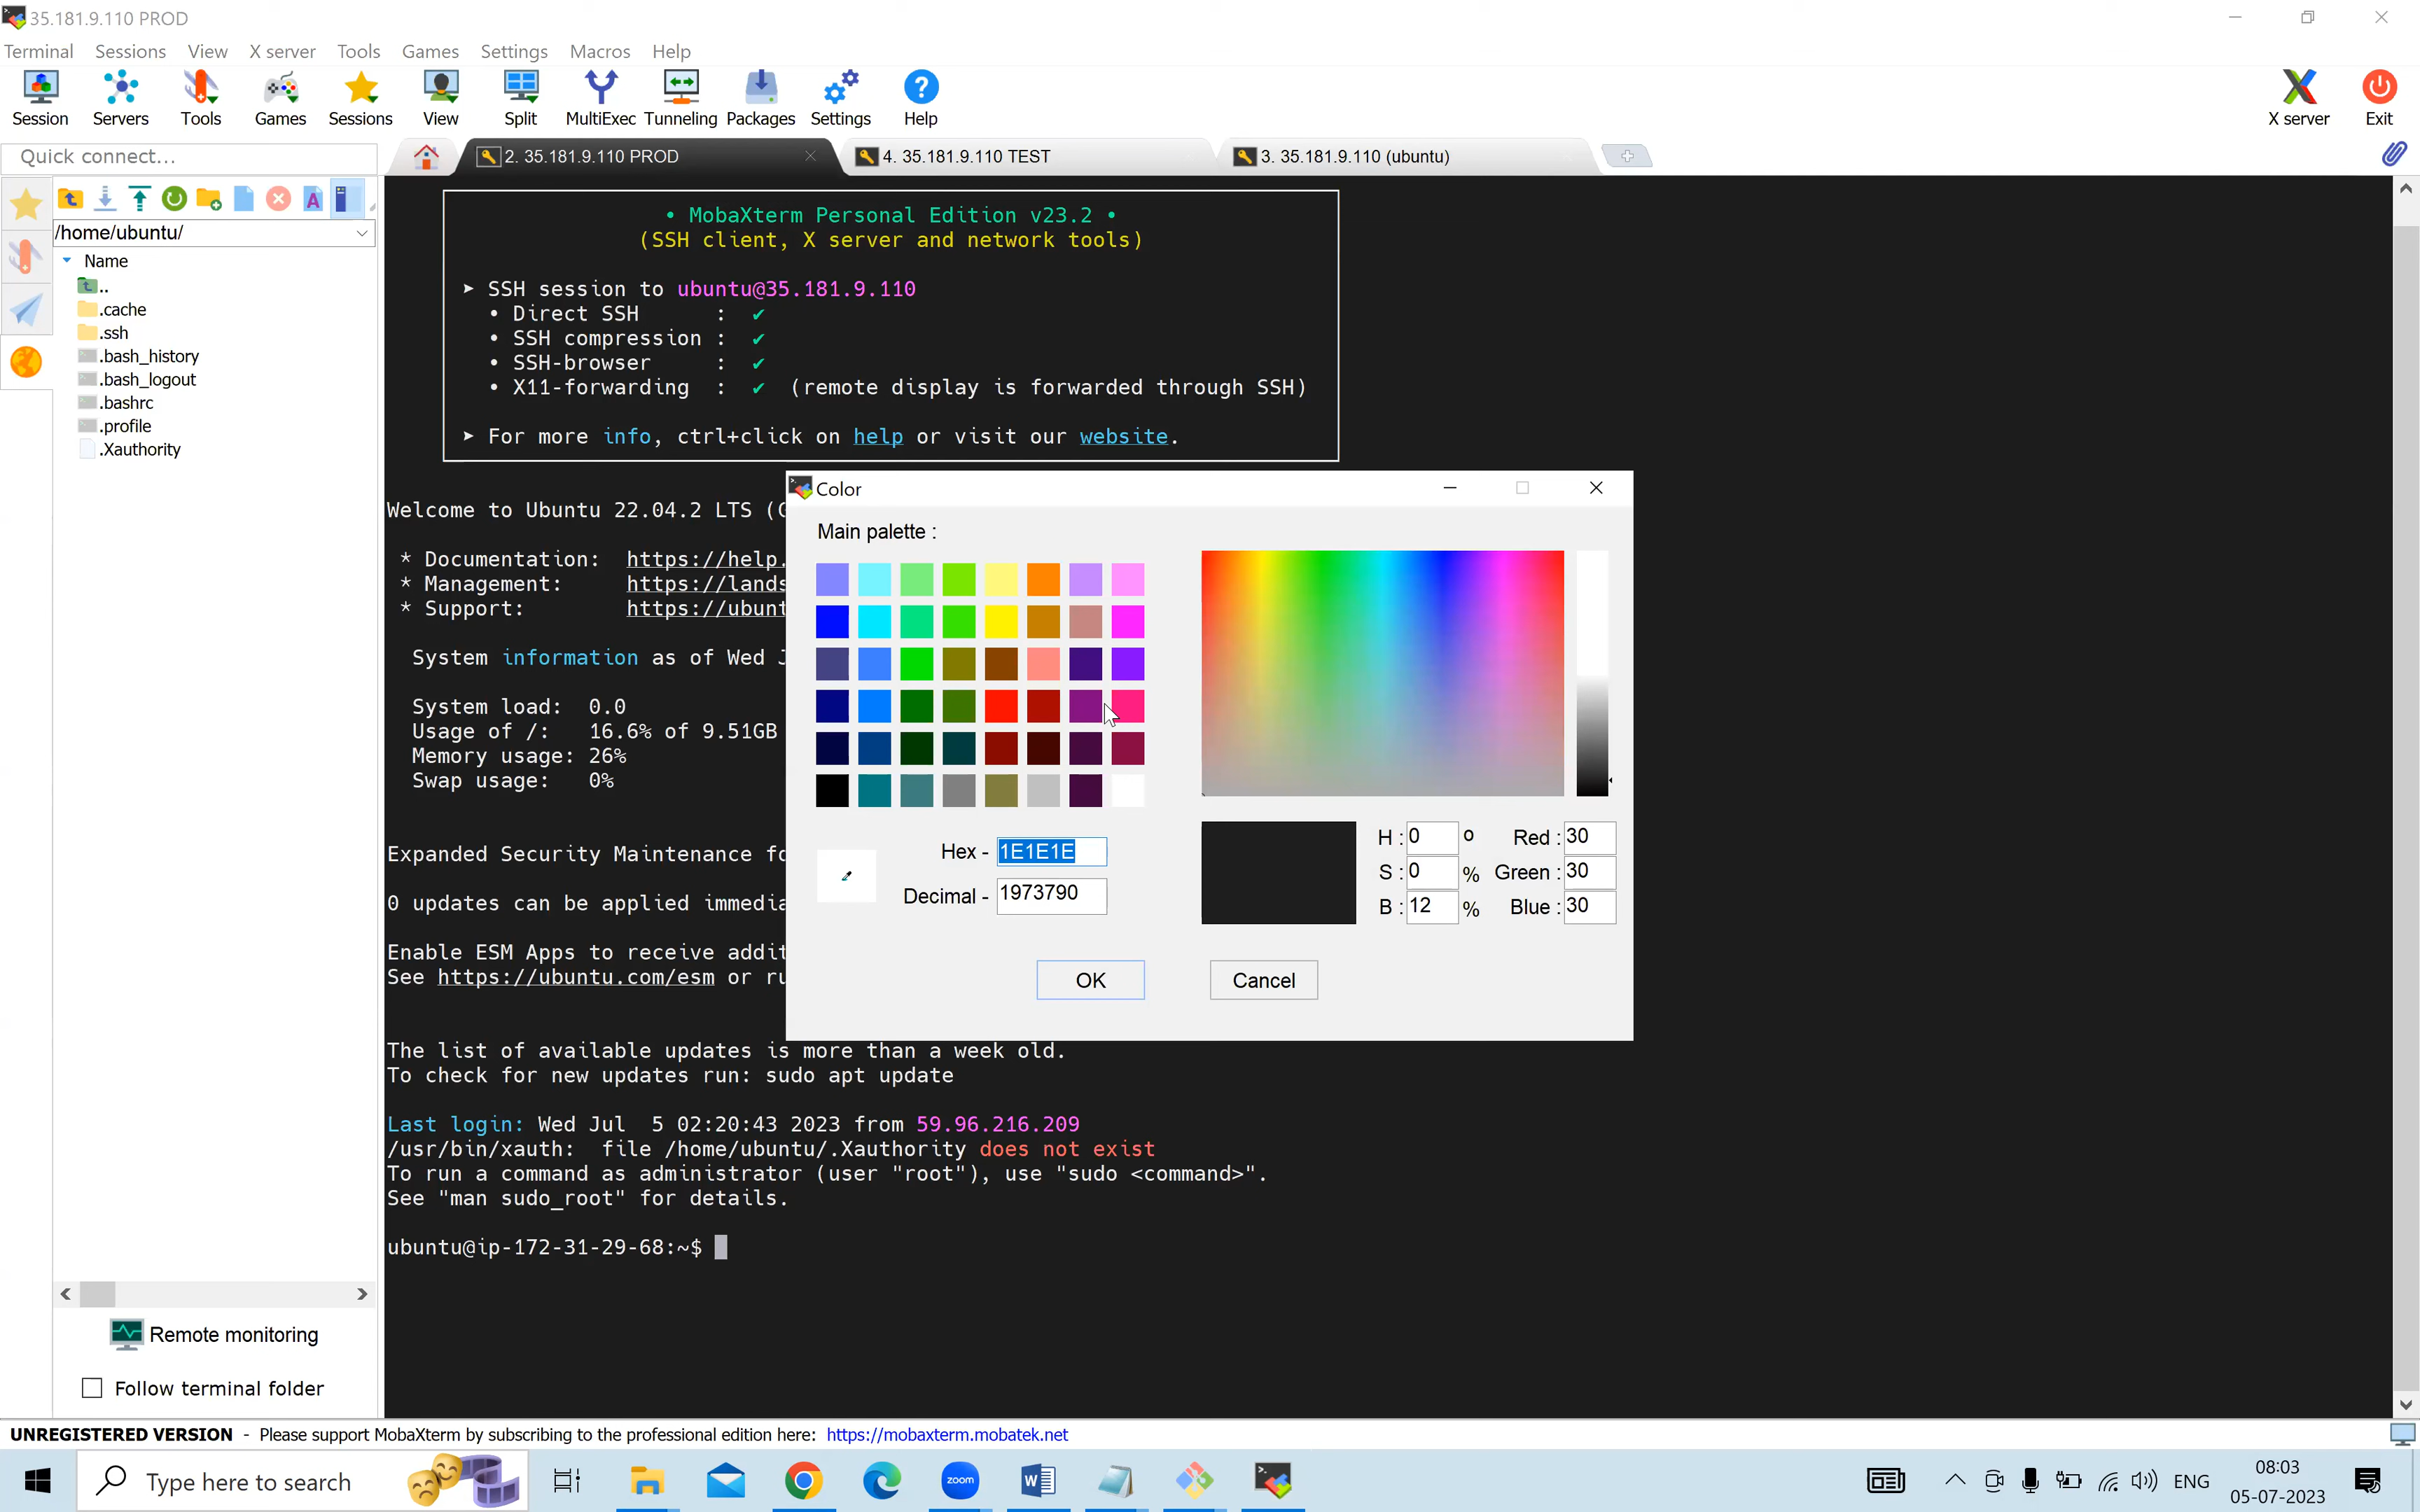 35.181.9.110 PROD
Terminal Sessions View X server Tools Games Settings Macros Help
Session Servers Tools Games Sessions View Split MultiExec Tunneling Packages Settings Help X server Exit
Quick connect...
2. 35.181.9.110 PROD
4. 35.181.9.110 TEST
3. 35.181.9.110 (ubuntu)
/home/ubuntu/
Name
..
.cache
.ssh
.bash_history
.bash_logout
.bashrc
.profile
.Xauthority
Remote monitoring
Follow terminal folder
• MobaXterm Personal Edition v23.2 •
(SSH client, X server and network tools)
➤ SSH session to ubuntu@35.181.9.110
• Direct SSH : ✔
• SSH compression : ✔
• SSH-browser : ✔
• X11-forwarding : ✔ (remote display is forwarded through SSH)
➤ For more info, ctrl+click on help or visit our website.
Welcome to Ubuntu 22.04.2 LTS (
* Documentation: https://help.
* Management: https://lands
* Support: https://ubunt
System information as of Wed J
System load: 0.0
Usage of /: 16.6% of 9.51GB
Memory usage: 26%
Swap usage: 0%
Expanded Security Maintenance fo
0 updates can be applied immedia
Enable ESM Apps to receive addit
See https://ubuntu.com/esm or ru
The list of available updates is more than a week old.
To check for new updates run: sudo apt update
Last login: Wed Jul 5 02:20:43 2023 from 59.96.216.209
/usr/bin/xauth: file /home/ubuntu/.Xauthority does not exist
To run a command as administrator (user "root"), use "sudo <command>".
See "man sudo_root" for details.
ubuntu@ip-172-31-29-68:~$
Color
Main palette :
Hex - 1E1E1E
Decimal - 1973790
H : 0 º Red : 30
S : 0 % Green : 30
B : 12 % Blue : 30
OK Cancel
UNREGISTERED VERSION - Please support MobaXterm by subscribing to the professional edition here: https://mobaxterm.mobatek.net
Type here to search
zoom
ENG
08:03
05-07-2023